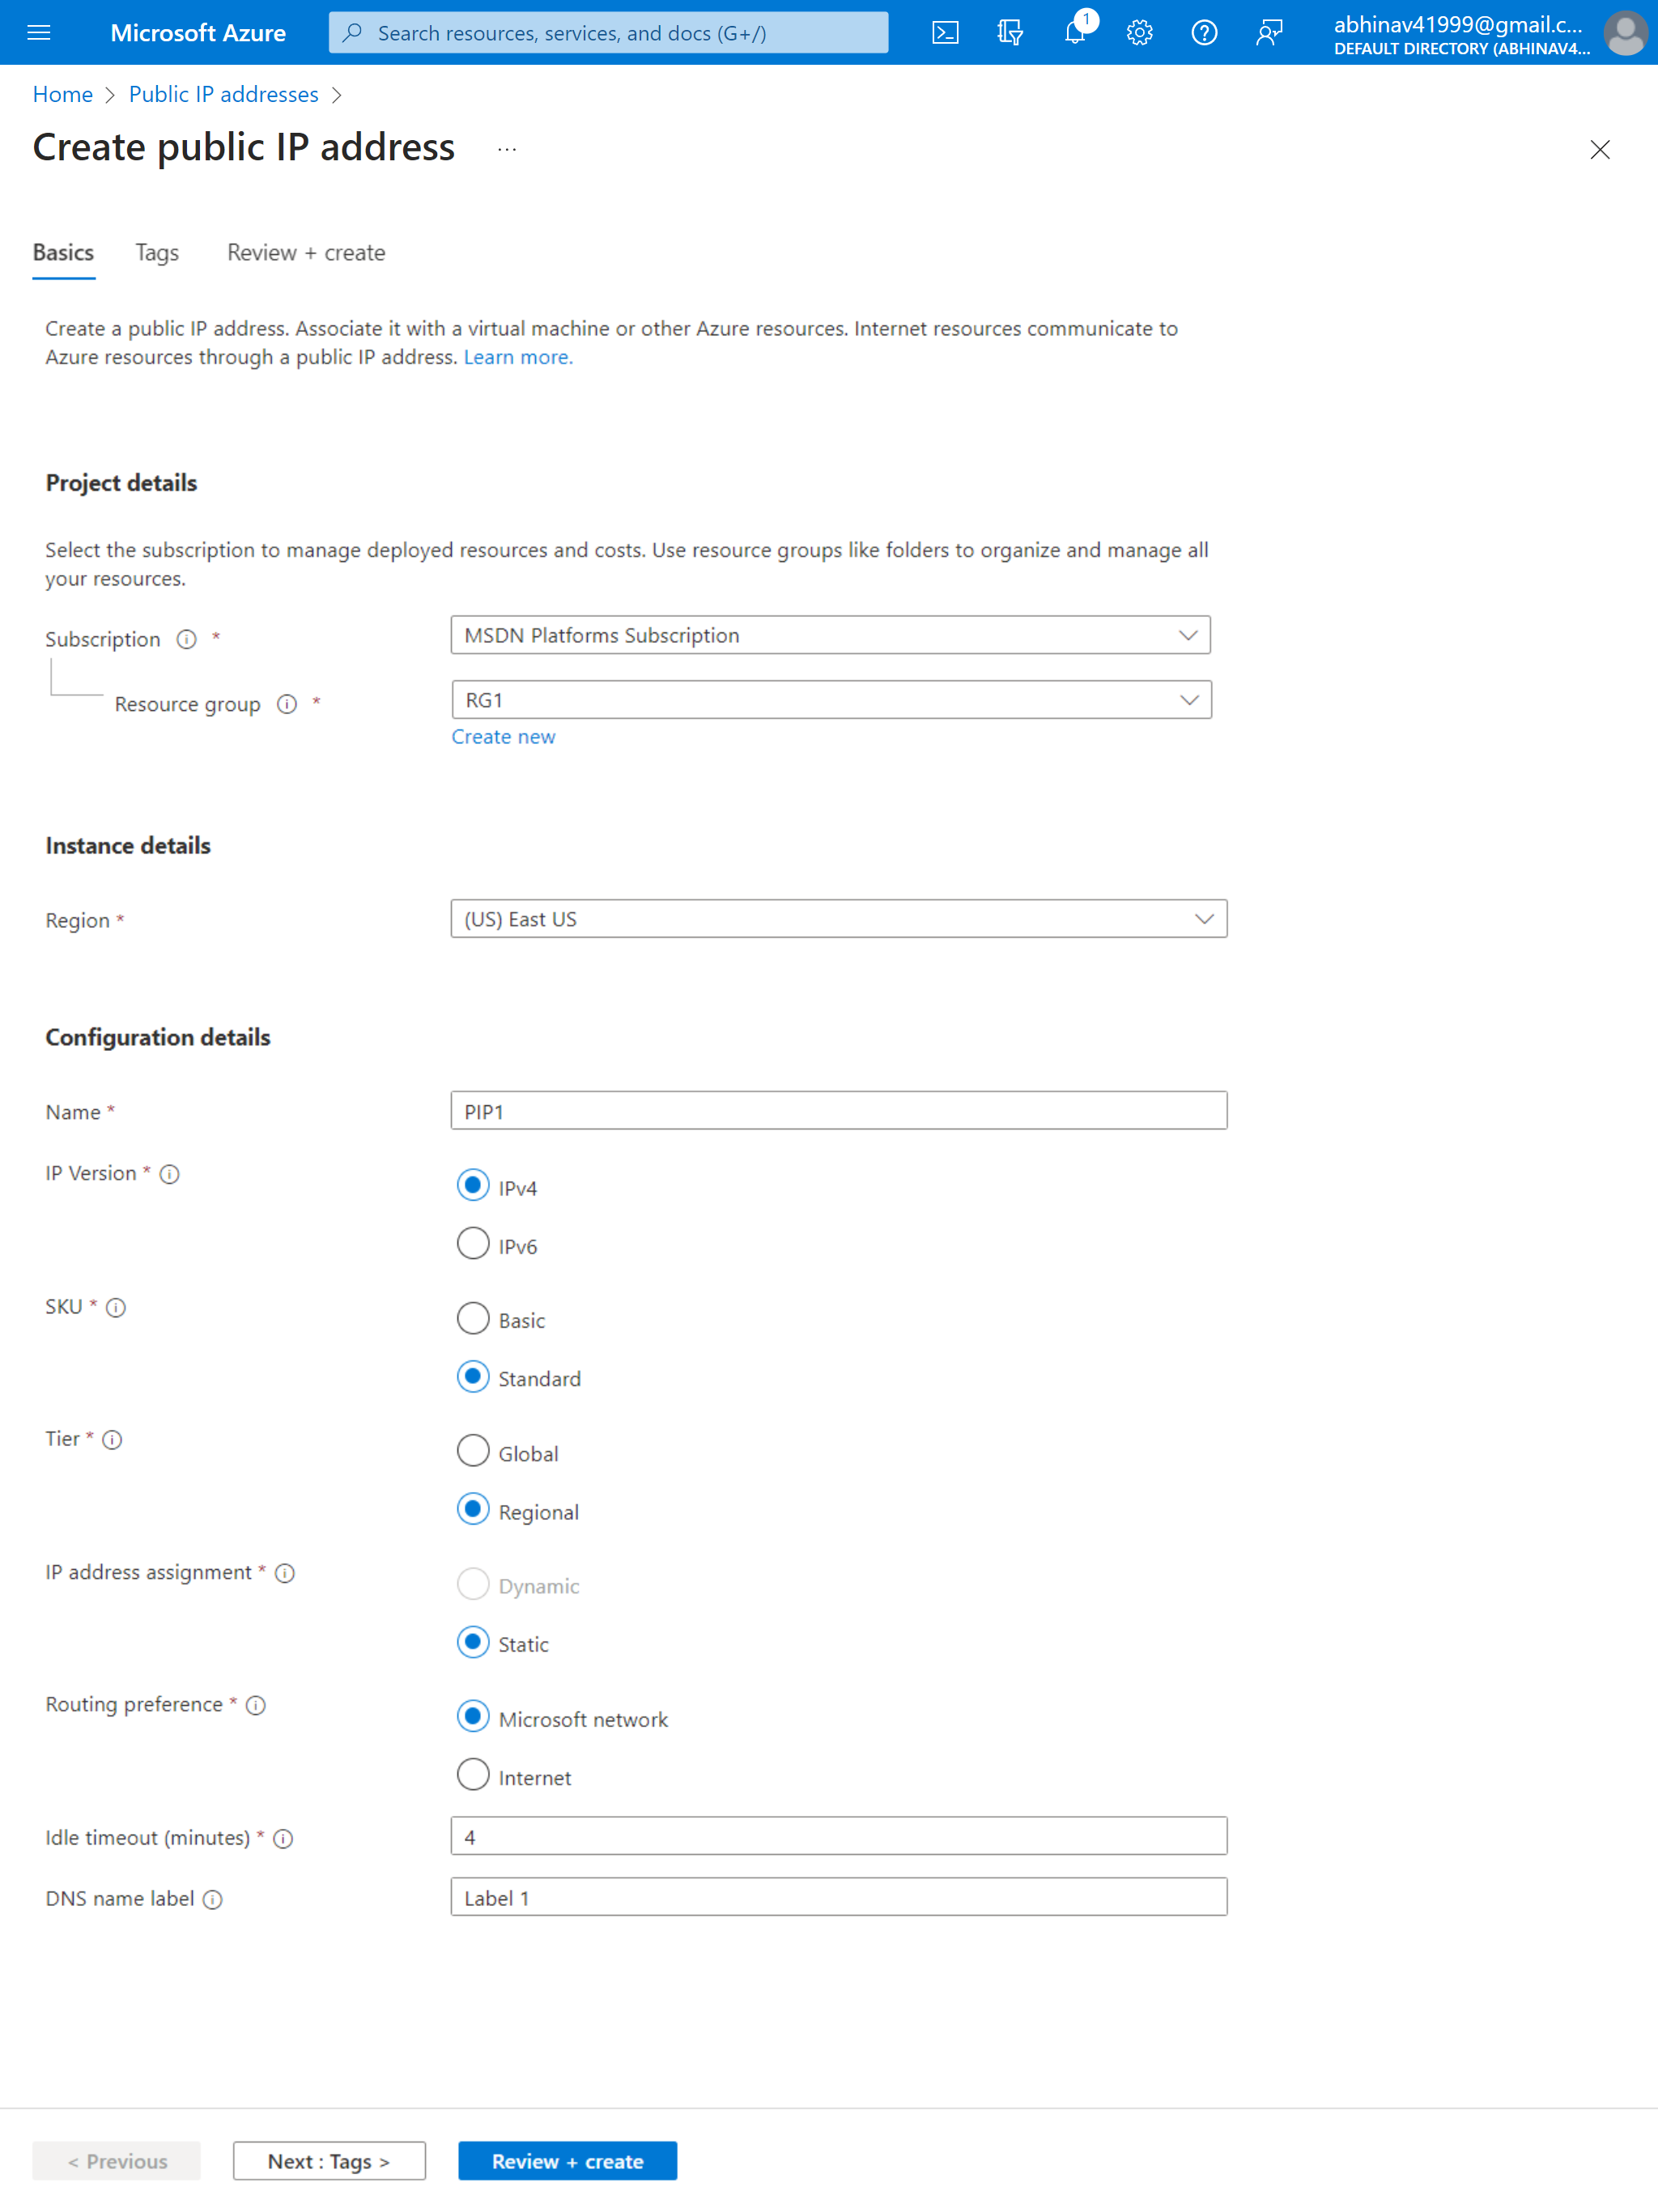 Microsoft Azure
Search resources, services, and docs (G+/)
1
abhinav41999@gmail.c...
DEFAULT DIRECTORY (ABHINAV4...
Home > Public IP addresses >
Create public IP address ...
Basics Tags Review + create
Create a public IP address. Associate it with a virtual machine or other Azure resources. Internet resources communicate to
Azure resources through a public IP address. Learn more.
Project details
Select the subscription to manage deployed resources and costs. Use resource groups like folders to organize and manage all
your resources.
Subscription * MSDN Platforms Subscription
Resource group * RG1
Create new
Instance details
Region * (US) East US
Configuration details
Name * PIP1
IP Version * IPv4
IPv6
SKU * Basic
Standard
Tier * Global
Regional
IP address assignment * Dynamic
Static
Routing preference * Microsoft network
Internet
Idle timeout (minutes) * 4
DNS name label Label 1
< Previous Next : Tags > Review + create